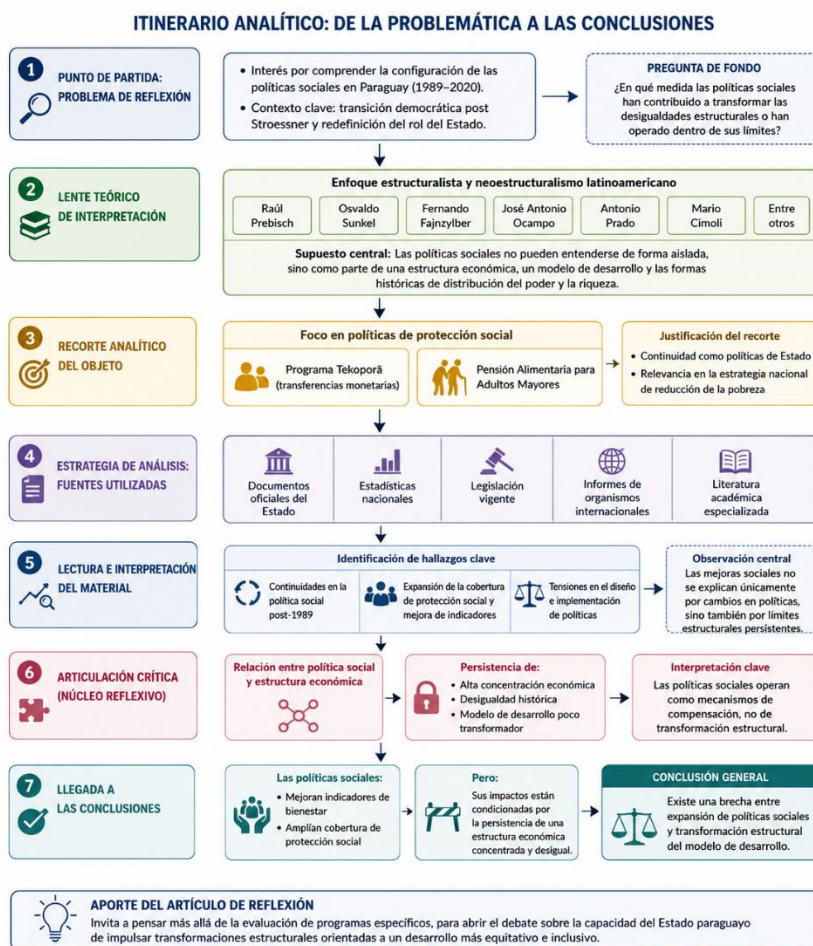 ITINERARIO ANALÍTICO: DE LA PROBLEMÁTICA A LAS CONCLUSIONES
1
PUNTO DE PARTIDA:
PROBLEMA DE REFLEXIÓN
• Interés por comprender la configuración de las
políticas sociales en Paraguay (1989–2020).
• Contexto clave: transición democrática post
Stroessner y redefinición del rol del Estado.
PREGUNTA DE FONDO
¿En qué medida las políticas sociales
han contribuido a transformar las
desigualdades estructurales o han
operado dentro de sus límites?
2
LENTE TEÓRICO
DE INTERPRETACIÓN
Enfoque estructuralista y neoestructuralismo latinoamericano
Raúl
Prebisch
Osvaldo
Sunkel
Fernando
Fajnzylber
José Antonio
Ocampo
Antonio
Prado
Mario
Cimoli
Entre
otros
Supuesto central: Las políticas sociales no pueden entenderse de forma aislada,
sino como parte de una estructura económica, un modelo de desarrollo y las formas
históricas de distribución del poder y la riqueza.
3
RECORTE ANALÍTICO
DEL OBJETO
Foco en políticas de protección social
Programa Tekoporã
(transferencias monetarias)
Pensión Alimentaria para
Adultos Mayores
Justificación del recorte
• Continuidad como políticas de Estado
• Relevancia en la estrategia nacional
de reducción de la pobreza
4
ESTRATEGIA DE ANÁLISIS:
FUENTES UTILIZADAS
Documentos
oficiales del
Estado
Estadísticas
nacionales
Legislación
vigente
Informes de
organismos
internacionales
Literatura
académica
especializada
5
LECTURA E INTERPRETACIÓN
DEL MATERIAL
Identificación de hallazgos clave
Continuidades en la
política social
post-1989
Expansión de la cobertura
de protección social y
mejora de indicadores
Tensiones en el diseño
e implementación
de políticas
Observación central
Las mejoras sociales no
se explican únicamente
por cambios en políticas,
sino también por límites
estructurales persistentes.
6
ARTICULACIÓN CRÍTICA
(NÚCLEO REFLEXIVO)
Relación entre política social
y estructura económica
Persistencia de:
• Alta concentración económica
• Desigualdad histórica
• Modelo de desarrollo poco
transformador
Interpretación clave
Las políticas sociales operan
como mecanismos de
compensación, no de
transformación estructural.
7
LLEGADA A
LAS CONCLUSIONES
Las políticas sociales:
• Mejoran indicadores de
bienestar
• Amplían cobertura de
protección social
Pero:
Sus impactos están
condicionadas por
la persistencia de una
estructura económica
concentrada y desigual.
CONCLUSIÓN GENERAL
Existe una brecha entre
expansión de políticas sociales
y transformación estructural
del modelo de desarrollo.
APORTE DEL ARTÍCULO DE REFLEXIÓN
Invita a pensar más allá de la evaluación de programas específicos, para abrir el debate sobre la capacidad del Estado paraguayo
de impulsar transformaciones estructurales orientadas a un desarrollo más equitativo e inclusivo.